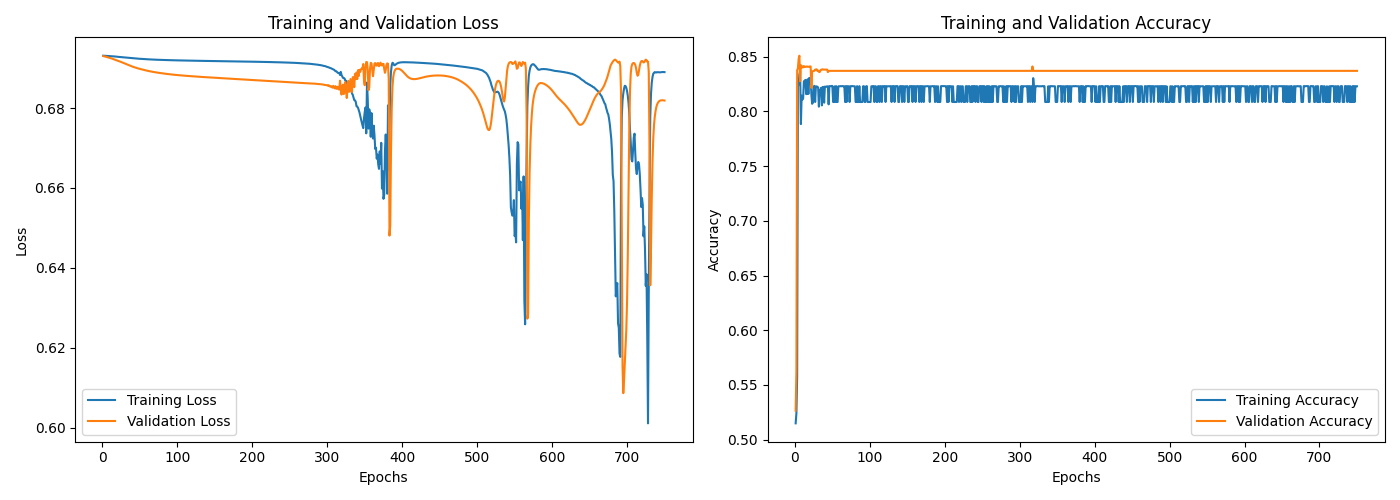 Training and Validation Loss
Loss
0.68
0.66
0.64
0.62
0.60
0 100 200 300 400 500 600 700
Epochs
Training Loss
Validation Loss
Training and Validation Accuracy
Accuracy
0.85
0.80
0.75
0.70
0.65
0.60
0.55
0.50
0 100 200 300 400 500 600 700
Epochs
Training Accuracy
Validation Accuracy